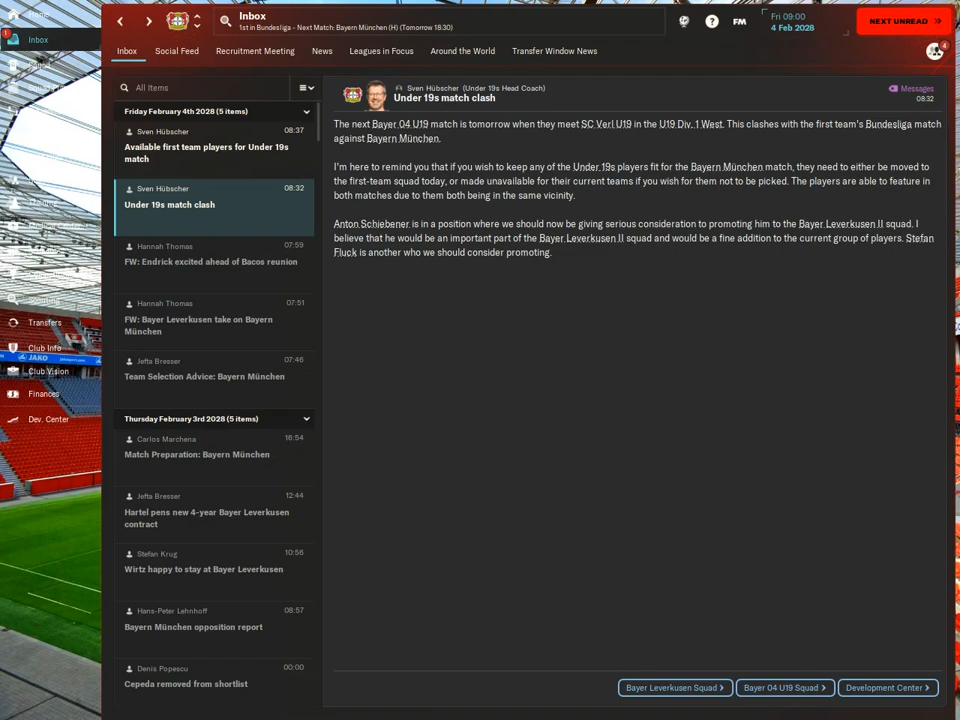 Inbox
1st in Bundesliga - Next Match: Bayern München (H) (Tomorrow 18.30)
FM
Fri 09:00
4 Feb 2028
NEXT UNREAD
Home
1
Inbox
Inbox
Social Feed
Recruitment Meeting
News
Leagues in Focus
Around the World
Transfer Window News
4
Transfers
Club Info
JAKO
Club Vision
Finances
Dev. Center
All Items
Friday February 4th 2028 (5 items)
Sven Hübscher 08:37
Available first team players for Under 19s
match
Sven Hübscher 08:32
Under 19s match clash
Hannah Thomas 07:59
FW: Endrick excited ahead of Bacos reunion
Hannah Thomas 07:51
FW: Bayer Leverkusen take on Bayern
München
Jefta Bresser 07:46
Team Selection Advice: Bayern München
Thursday February 3rd 2028 (5 items)
Carlos Marchena 16:54
Match Preparation: Bayern München
Jefta Bresser 12:44
Hartel pens new 4-year Bayer Leverkusen
contract
Stefan Krug 10:56
Wirtz happy to stay at Bayer Leverkusen
Hans-Peter Lehnhoff 08:57
Bayern München opposition report
Denis Popescu 00:00
Cepeda removed from shortlist
Sven Hübscher (Under 19s Head Coach)
Under 19s match clash
Messages
08:32
The next Bayer 04 U19 match is tomorrow when they meet SC Verl U19 in the U19 Div. 1 West. This clashes with the first team's Bundesliga match
against Bayern München.
I'm here to remind you that if you wish to keep any of the Under 19s players fit for the Bayern München match, they need to either be moved to
the first-team squad today, or made unavailable for their current teams if you wish for them not to be picked. The players are able to feature in
both matches due to them both being in the same vicinity.
Anton Schiebener is in a position where we should now be giving serious consideration to promoting him to the Bayer Leverkusen II squad. I
believe that he would be an important part of the Bayer Leverkusen II squad and would be a fine addition to the current group of players. Stefan
Fluck is another who we should consider promoting.
Bayer Leverkusen Squad
Bayer 04 U19 Squad
Development Center